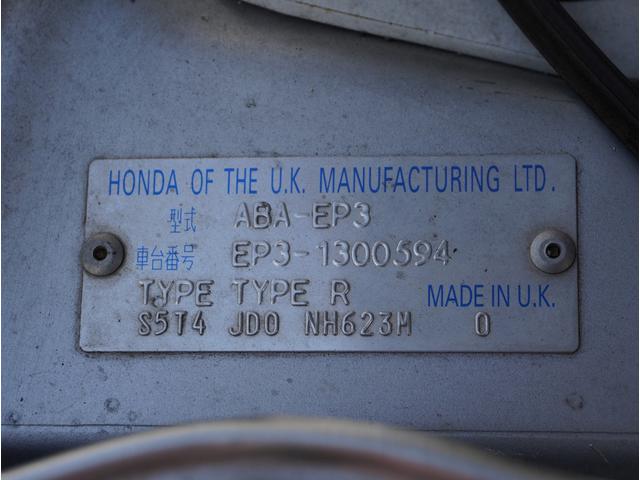 HONDA OF THE U.K. MANUFACTURING LTD.
型式 ABA-EP3
車台番号 EP3-1300594
TYPE TYPE R MADE IN U.K.
S5T4 JD0 NH623M 0